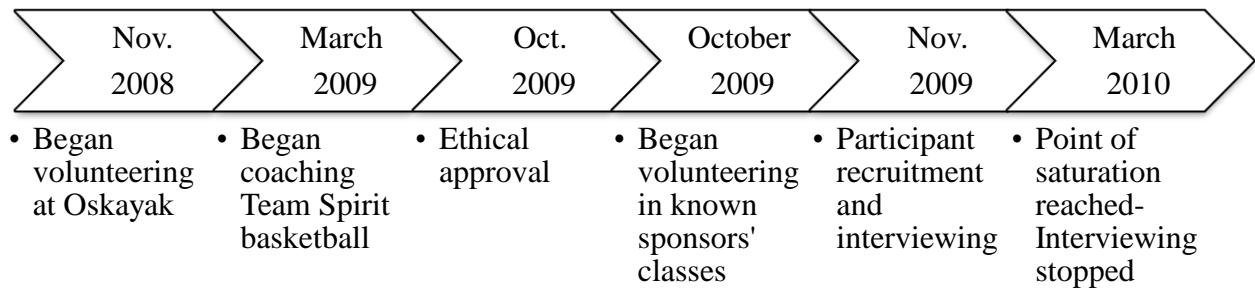 Nov.
2008
March
2009
Oct.
2009
October
2009
Nov.
2009
March
2010
• Began
volunteering
at Oskayak
• Began
coaching
Team Spirit
basketball
• Ethical
approval
• Began
volunteering
in known
sponsors'
classes
• Participant
recruitment
and
interviewing
• Point of
saturation
reached-
Interviewing
stopped